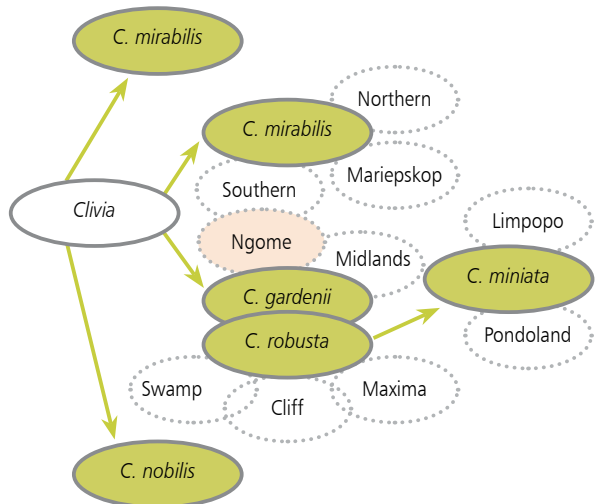 C. mirabilis
Northern
C. mirabilis
Mariepskop
Southern
Clivia
Limpopo
Ngome
Midlands
C. miniata
C. gardenii
Pondoland
C. robusta
Swamp
Maxima
Cliff
C. nobilis